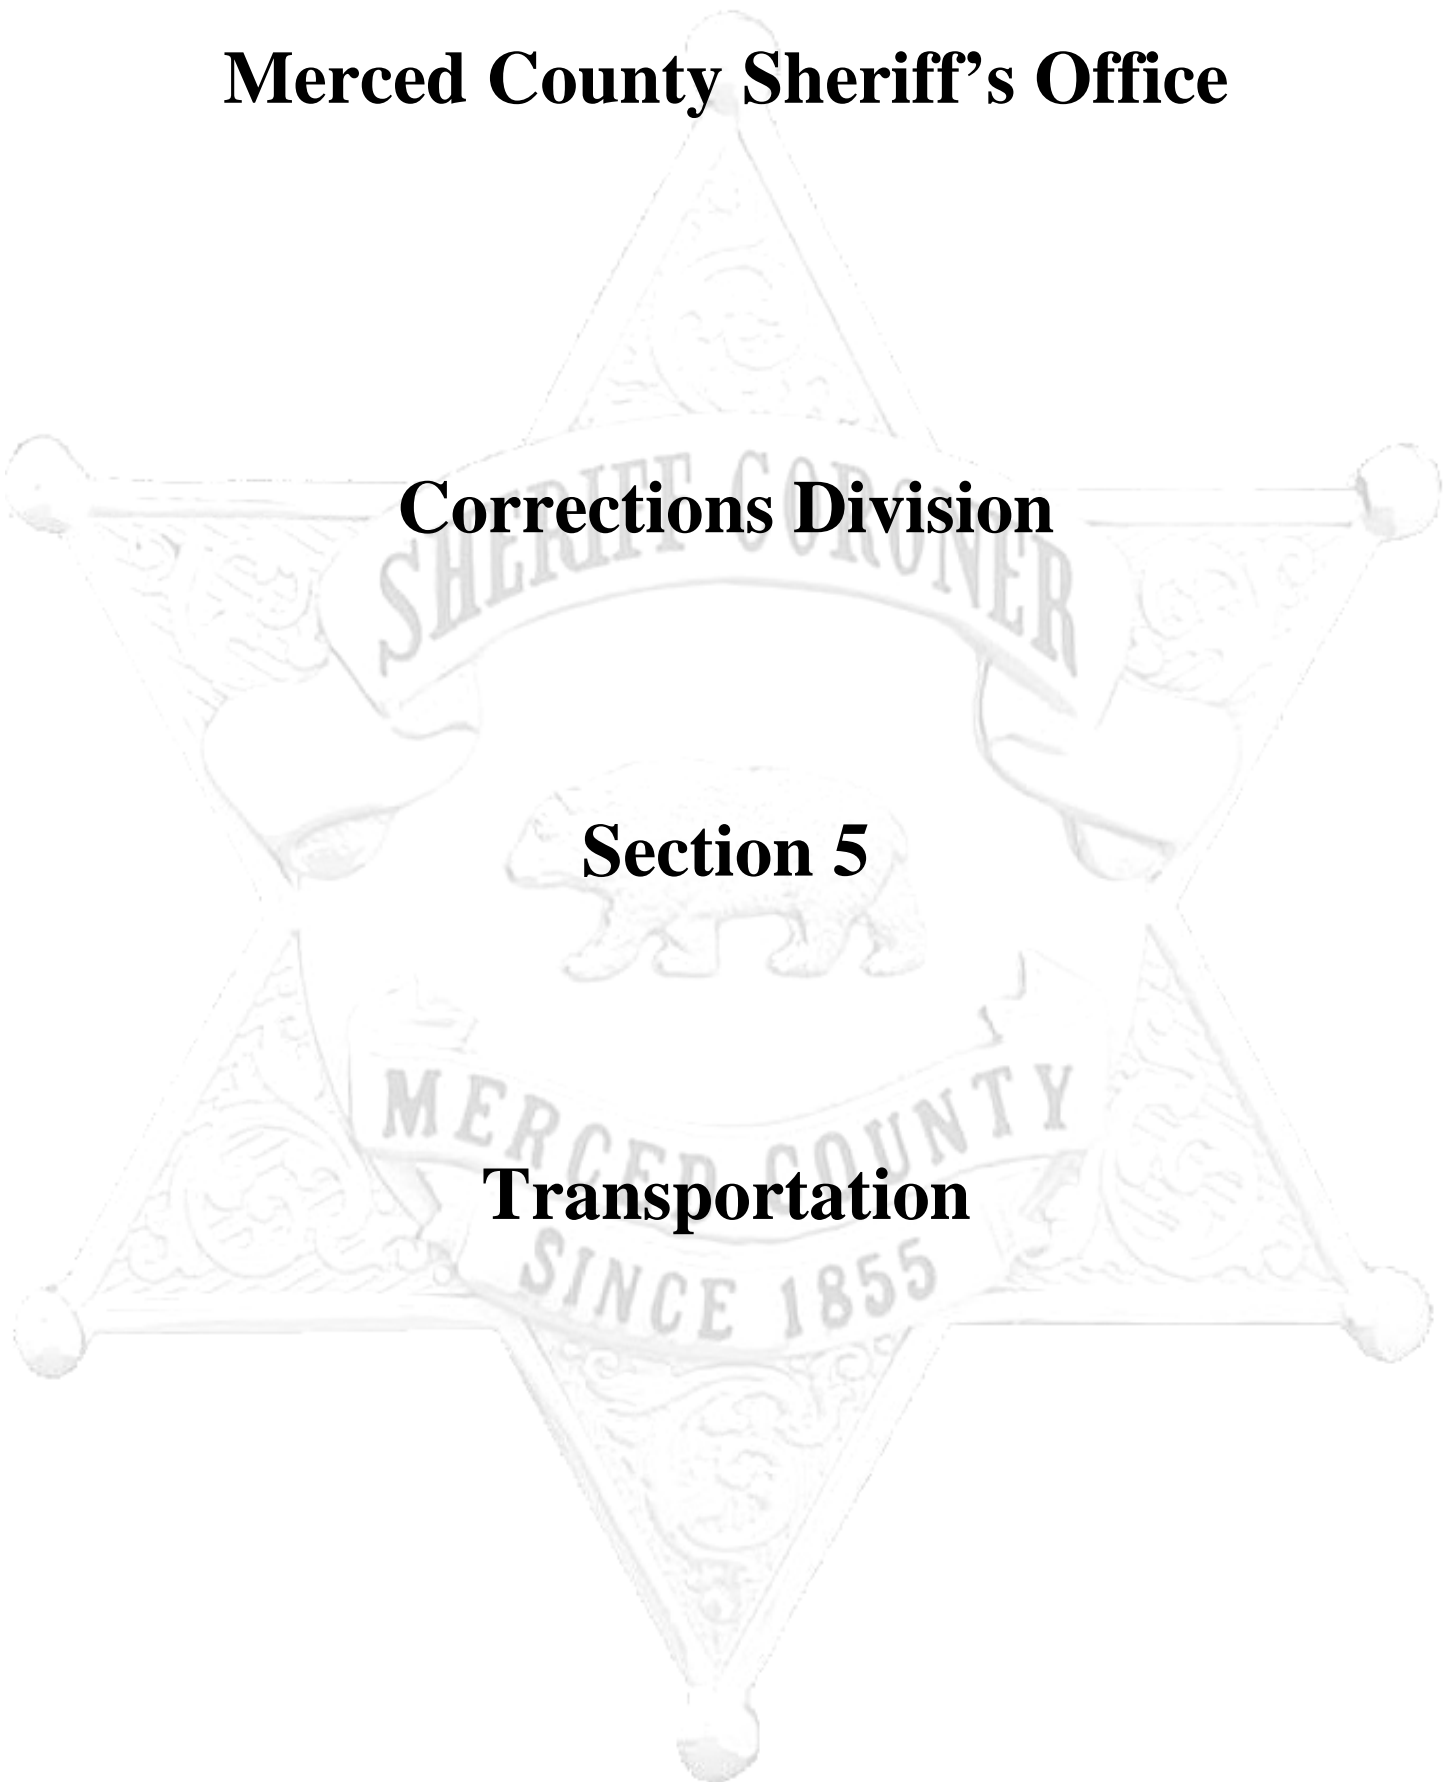 Merced County Sheriff’s Office
Corrections Division
SHERIFF CORONER
Section 5
MERCED COUNTY
Transportation
SINCE 1855